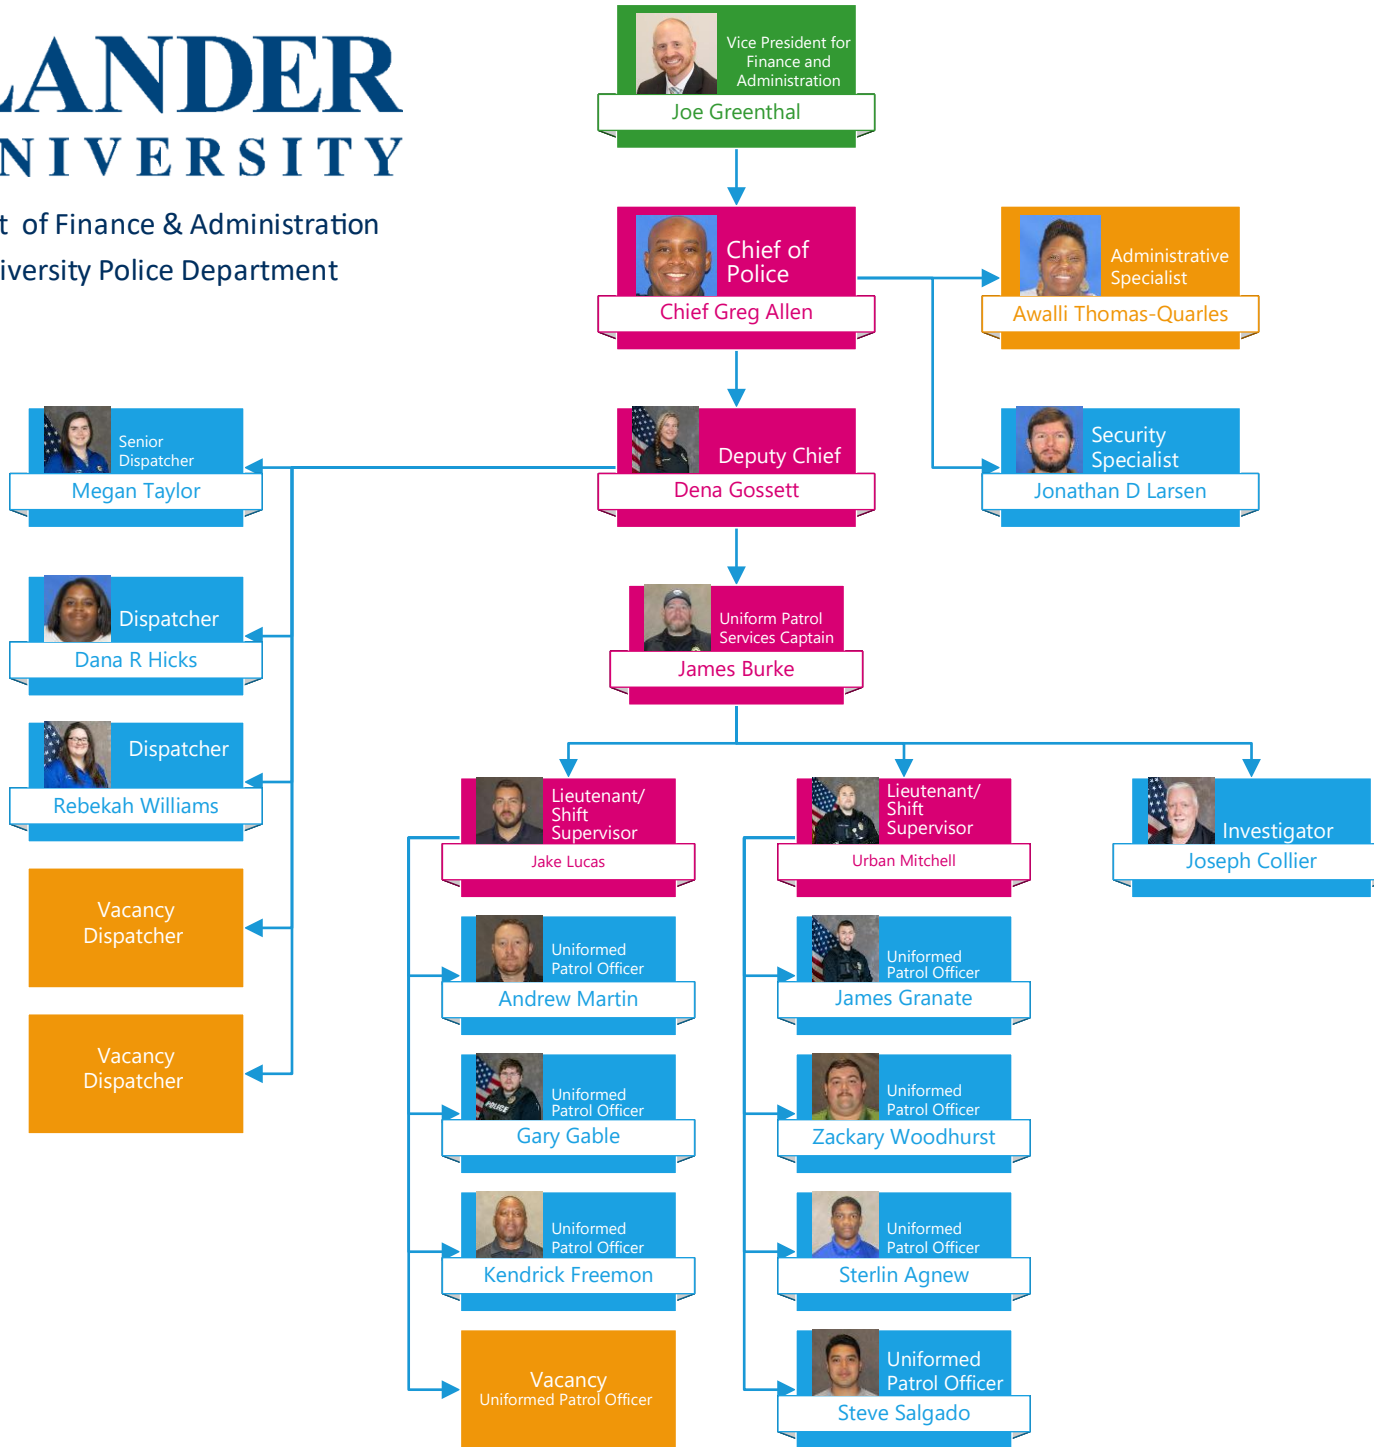 LANDER
NIVERSITY
t of Finance & Administration
iversity Police Department
Vice President for
Finance and
Administration
Joe Greenthal
Chief of
Police
Chief Greg Allen
Administrative
Specialist
Awalli Thomas-Quarles
Senior
Dispatcher
Megan Taylor
Deputy Chief
Dena Gossett
Security
Specialist
Jonathan D Larsen
Dispatcher
Dana R Hicks
Uniform Patrol
Services Captain
James Burke
Dispatcher
Rebekah Williams
Lieutenant/
Shift
Supervisor
Jake Lucas
Lieutenant/
Shift
Supervisor
Urban Mitchell
Investigator
Joseph Collier
Vacancy
Dispatcher
Uniformed
Patrol Officer
Andrew Martin
Uniformed
Patrol Officer
James Granate
Vacancy
Dispatcher
POLICE
Uniformed
Patrol Officer
Gary Gable
Uniformed
Patrol Officer
Zackary Woodhurst
Uniformed
Patrol Officer
Kendrick Freemon
Uniformed
Patrol Officer
Sterlin Agnew
Vacancy
Uniformed Patrol Officer
Uniformed
Patrol Officer
Steve Salgado